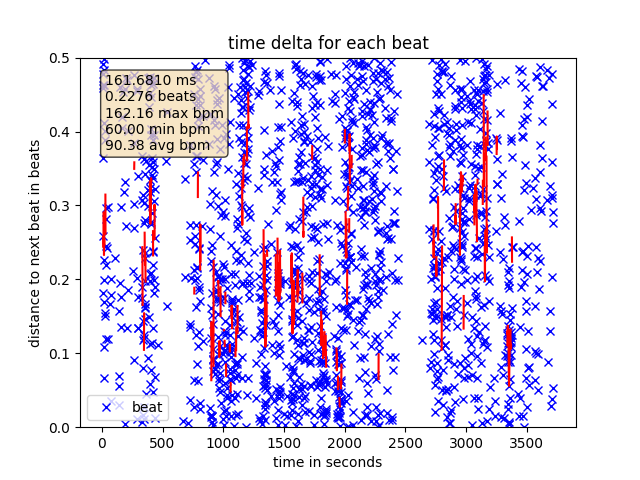 time delta for each beat
0.5
161.6810 ms
0.2276 beats
162.16 max bpm
60.00 min bpm
90.38 avg bpm
0.4
0.3
0.2
0.1
0.0
distance to next beat in beats
beat
0 500 1000 1500 2000 2500 3000 3500
time in seconds